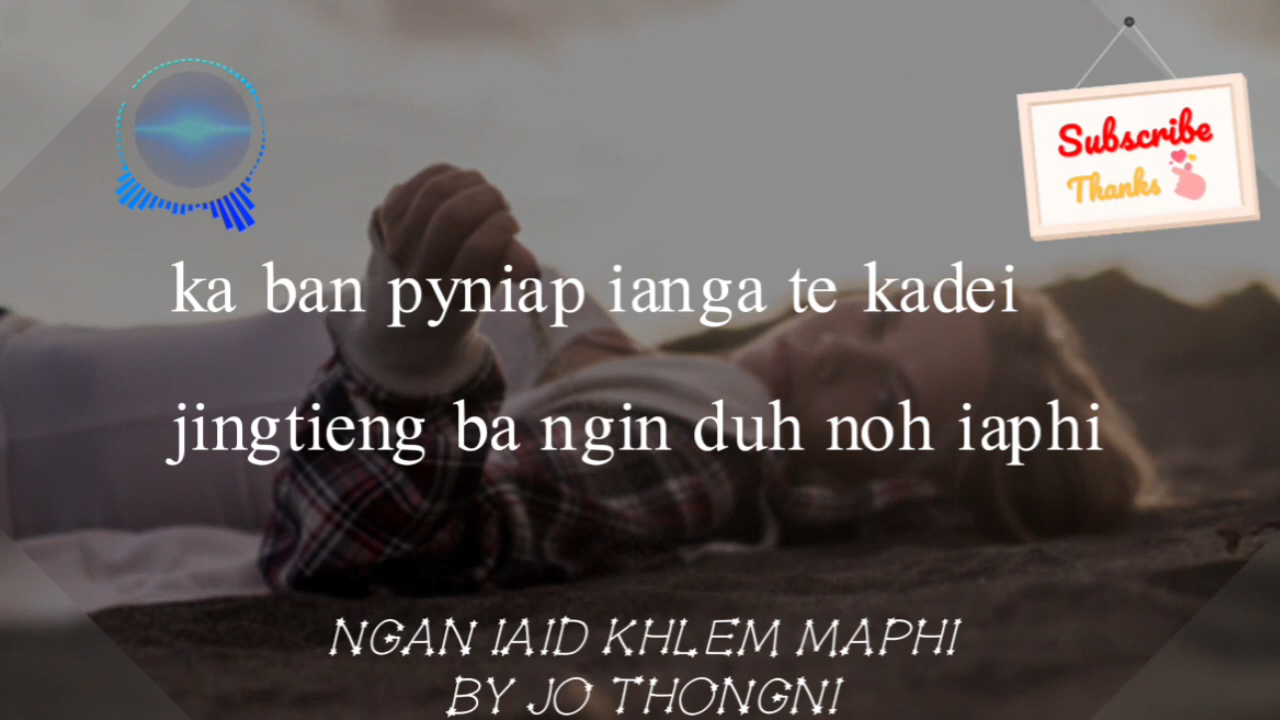 Subscribe
Thanks
ka ban pyniap ianga te kadei
jingtieng ba ngin duh noh iaphi
NGAN IAID KHLEM MAPHI
BY JO THONGNI